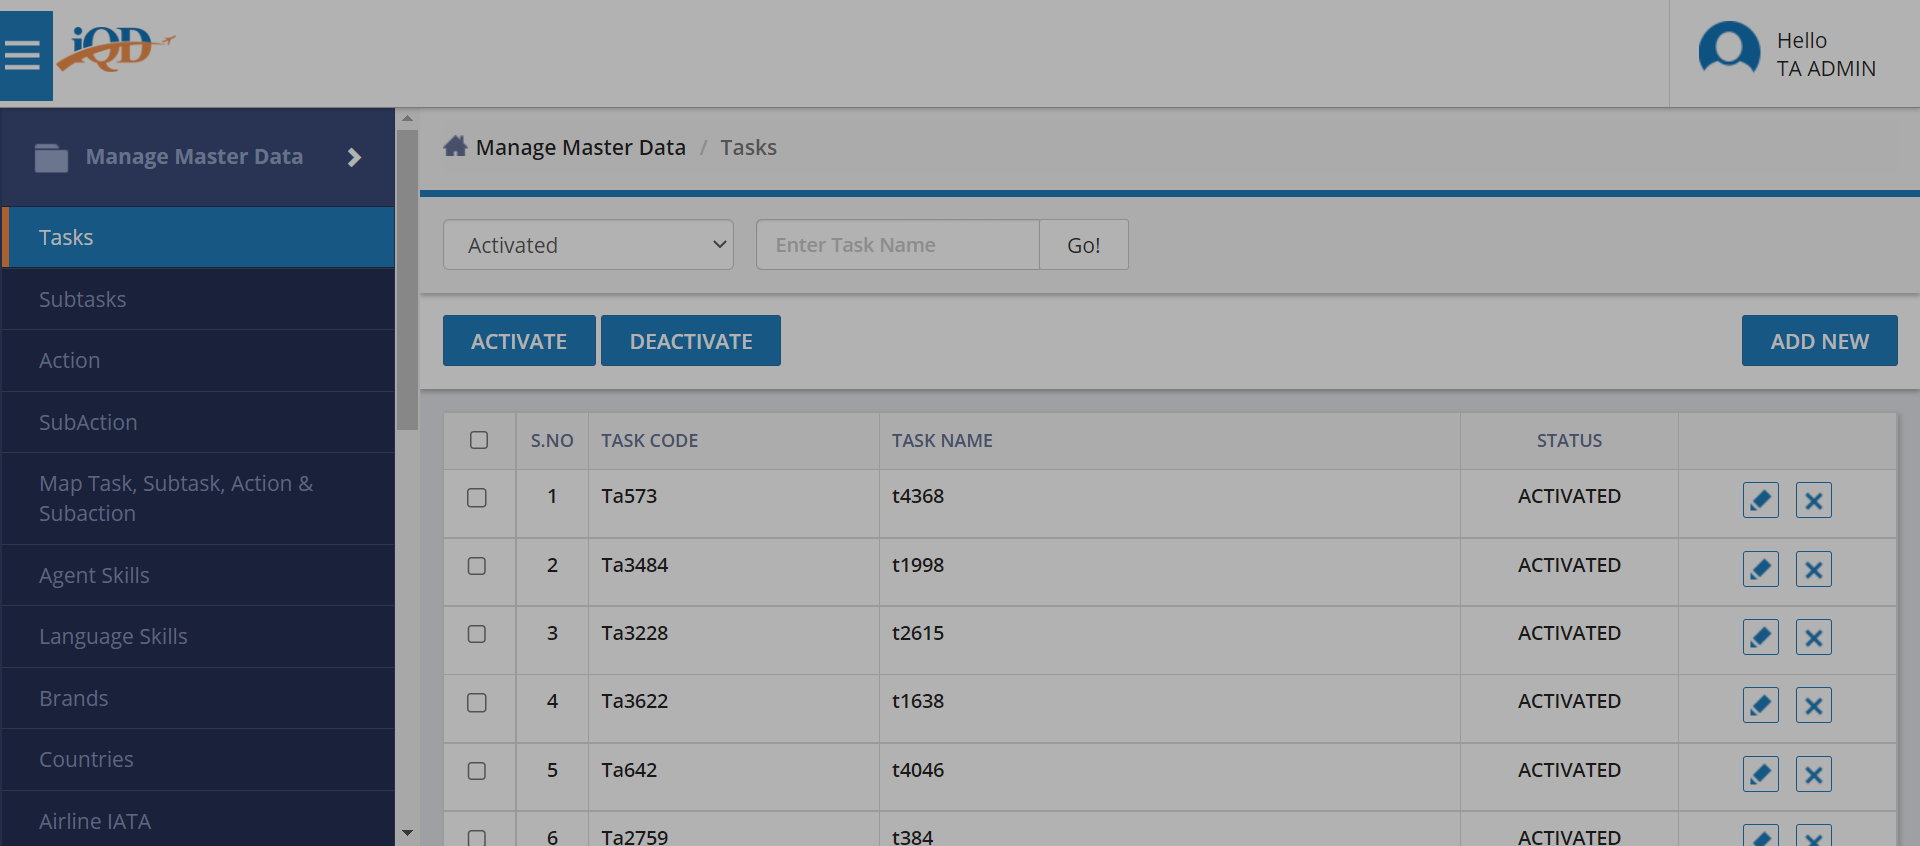 iQD
Hello
TA ADMIN
Manage Master Data
Tasks
Subtasks
Action
SubAction
Map Task, Subtask, Action &
Subaction
Agent Skills
Language Skills
Brands
Countries
Airline IATA
Manage Master Data / Tasks
Activated
Enter Task Name
Go!
ACTIVATE
DEACTIVATE
ADD NEW
S.NO TASK CODE TASK NAME STATUS
1 Ta573 t4368 ACTIVATED
2 Ta3484 t1998 ACTIVATED
3 Ta3228 t2615 ACTIVATED
4 Ta3622 t1638 ACTIVATED
5 Ta642 t4046 ACTIVATED
6 Ta2759 t384 ACTIVATED